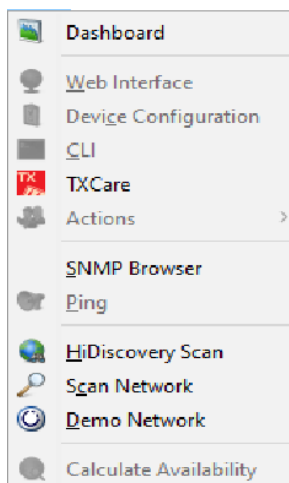 Dashboard
Web Interface
Device Configuration
CLI
TX
TXCare
Actions
SNMP Browser
Ping
HiDiscovery Scan
Scan Network
Demo Network
Calculate Availability